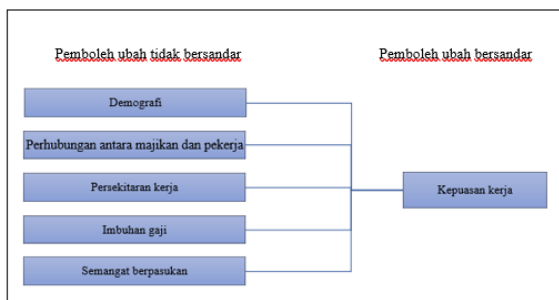 Pemboleh ubah tidak bersandar
Pemboleh ubah bersandar
Demografi
Perhubungan antara majikan dan pekerja
Persekitaran kerja
Imbuhan gaji
Semangat berpasukan
Kepuasan kerja